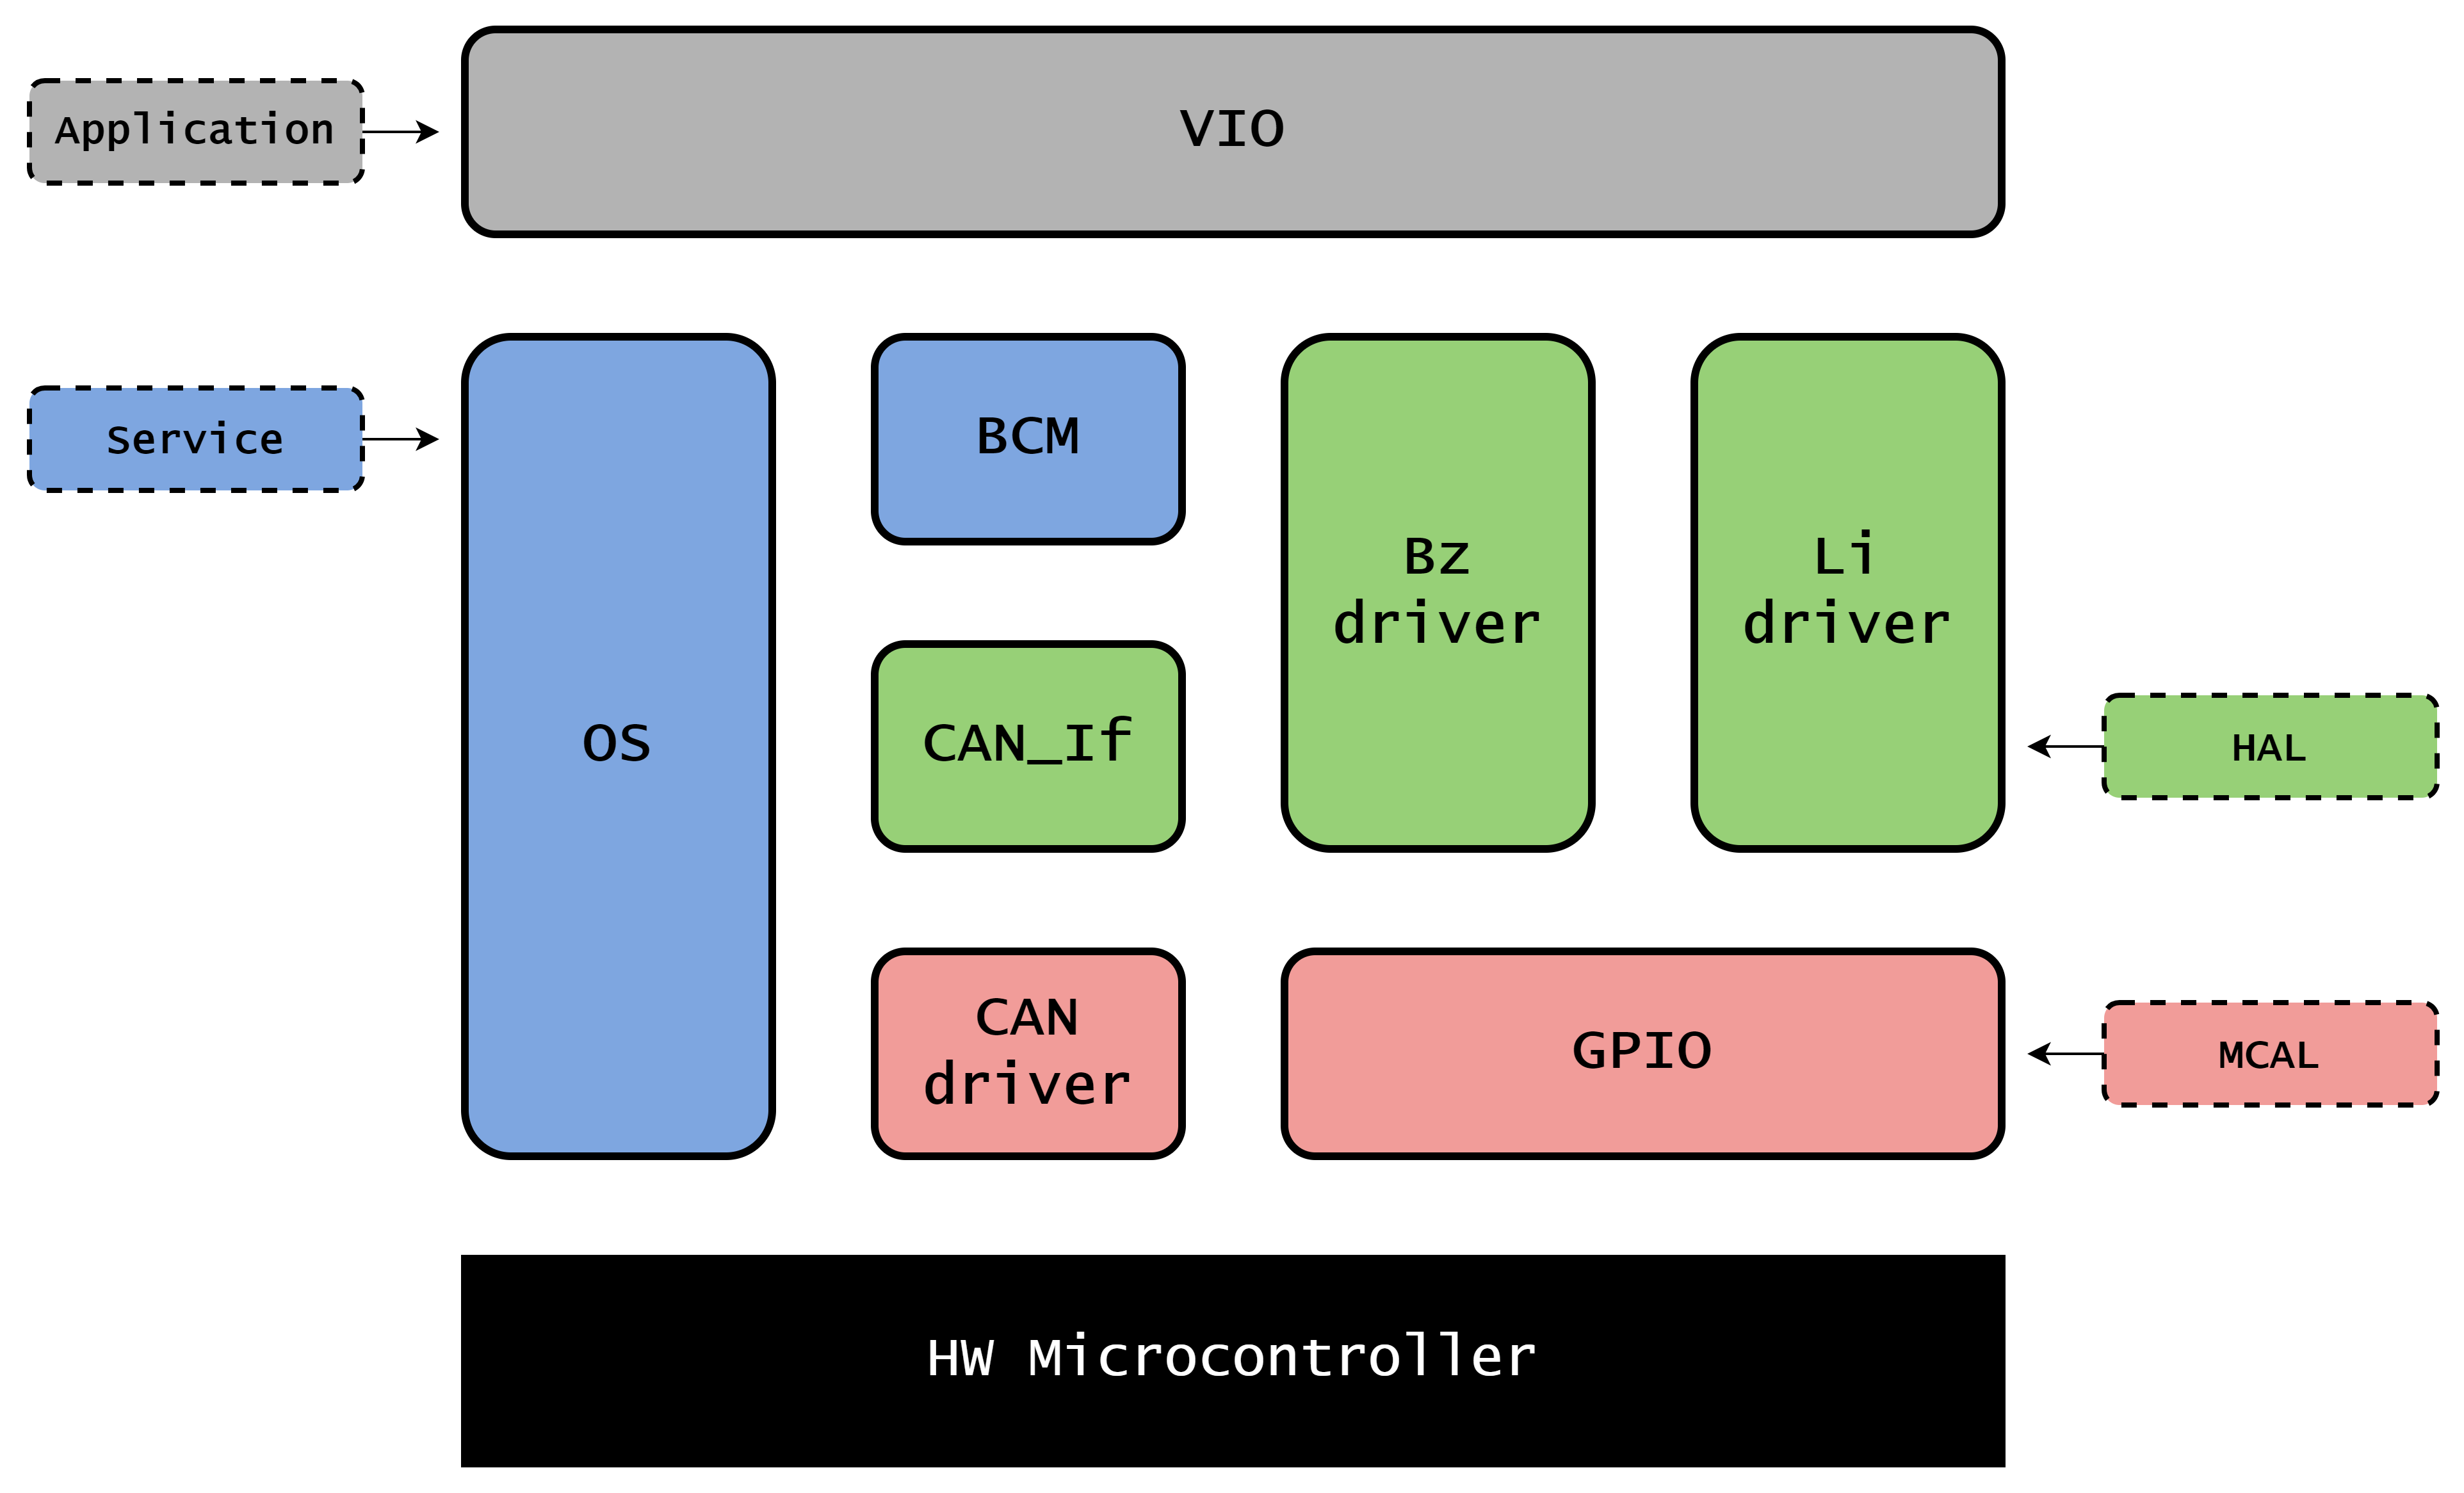 VIO
Application
Service
OS
BCM
Bz
driver
Li
driver
CAN_If
HAL
CAN
driver
GPIO
MCAL
HW Microcontroller